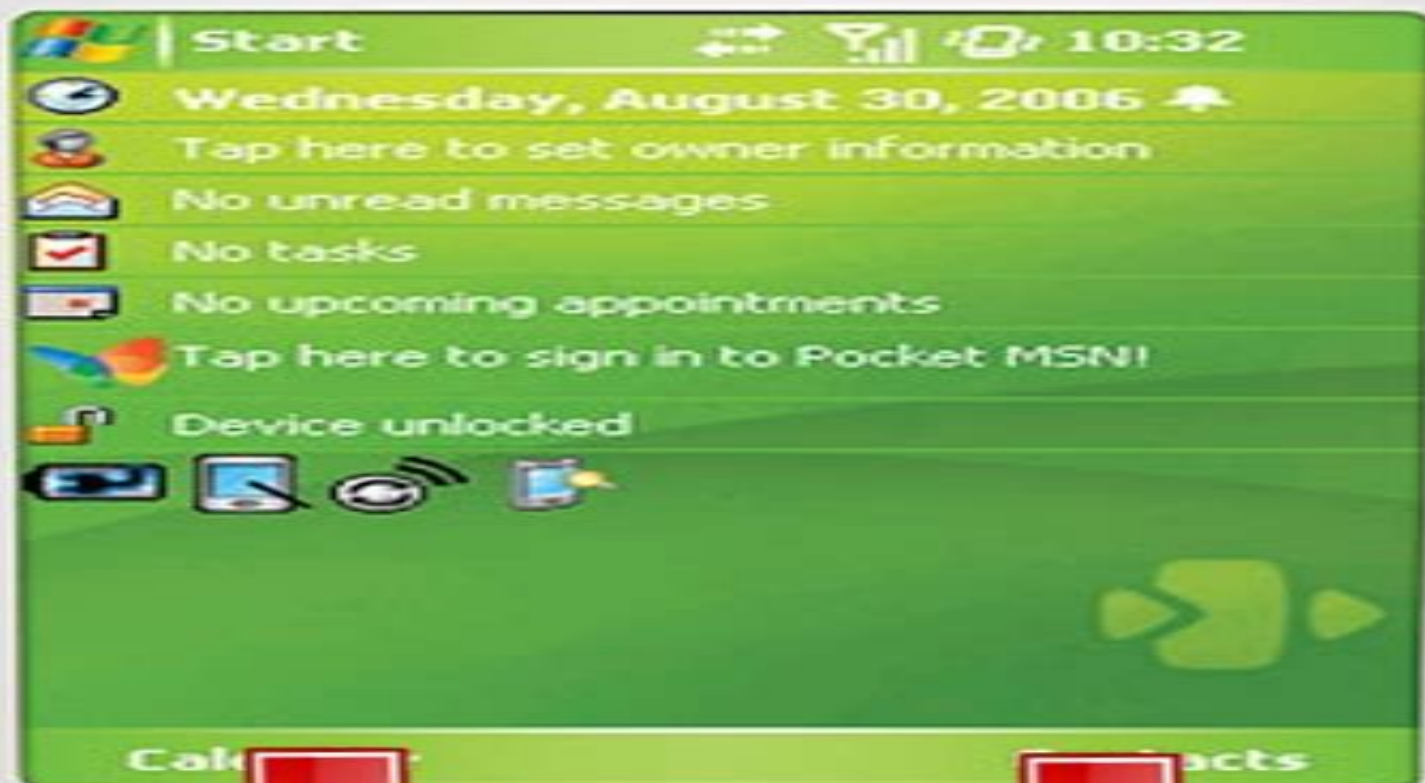 Start 10:32
Wednesday, August 30, 2006
Tap here to set owner information
No unread messages
No tasks
No upcoming appointments
Tap here to sign in to Pocket MSN!
Device unlocked